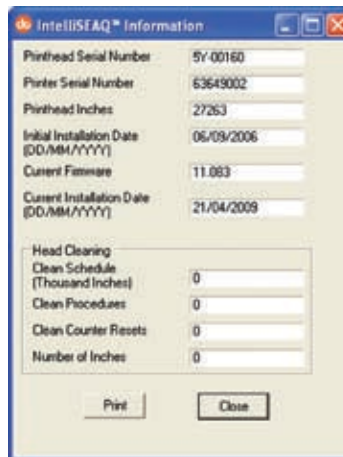 IntelliSEAQ™ Information
Printhead Serial Number 5Y-00160
Printer Serial Number 63649002
Printhead Inches 27263
Initial Installation Date
(DD/MM/YYYY) 06/09/2006
Current Firmware 11.083
Current Installation Date
(DD/MM/YYYY) 21/04/2009
Head Cleaning
Clean Schedule
(Thousand Inches) 0
Clean Procedures 0
Clean Counter Resets 0
Number of Inches 0
Print Close